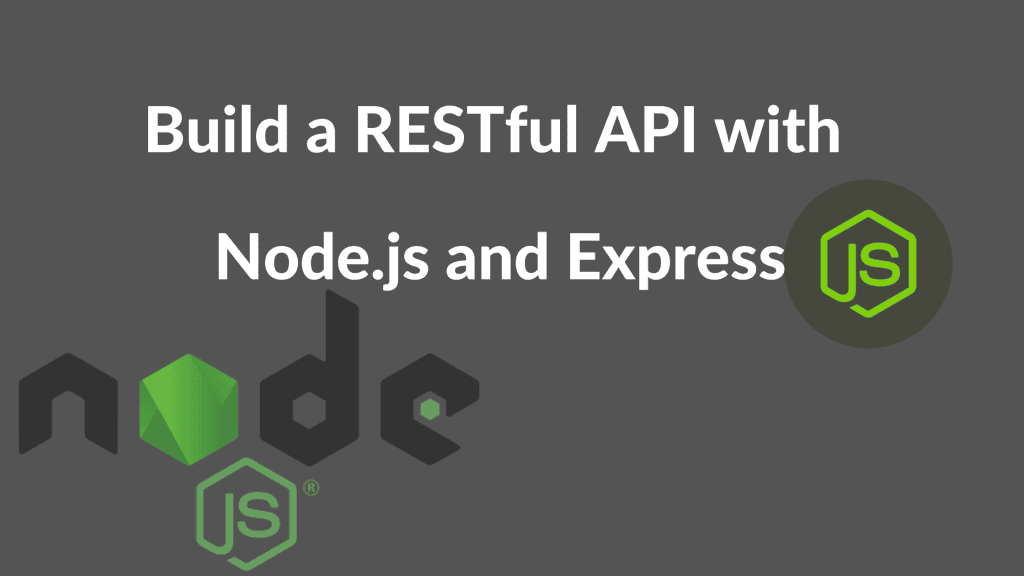 Build a RESTful API with
Node.js and Express
JS
node
JS®